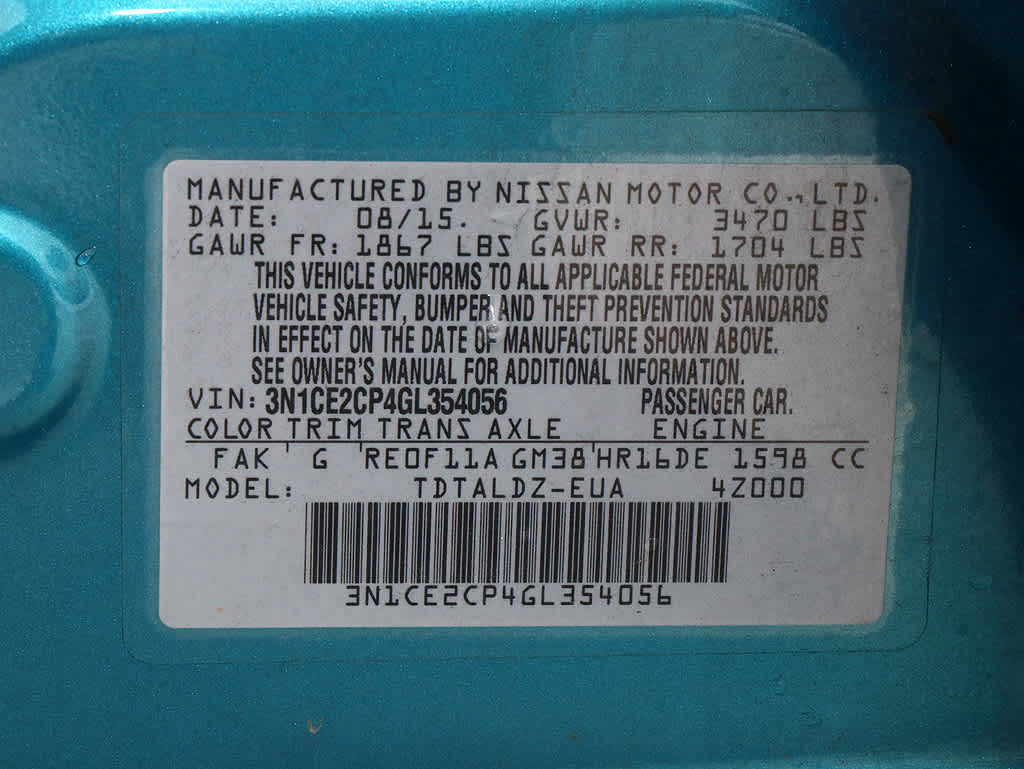 MANUFACTURED BY NISSAN MOTOR CO., LTD.
DATE: 08/15. GVWR: 3470 LBS
GAWR FR: 1867 LBS GAWR RR: 1704 LBS
THIS VEHICLE CONFORMS TO ALL APPLICABLE FEDERAL MOTOR
VEHICLE SAFETY, BUMPER AND THEFT PREVENTION STANDARDS
IN EFFECT ON THE DATE OF MANUFACTURE SHOWN ABOVE.
SEE OWNER'S MANUAL FOR ADDITIONAL INFORMATION.
VIN: 3N1CE2CP4GL354056 PASSENGER CAR.
COLOR TRIM TRANS AXLE ENGINE
FAK G RE0F11A GM38 HR16DE 1598 CC
MODEL: TDTALDZ-EUA 4Z000
3N1CE2CP4GL354056